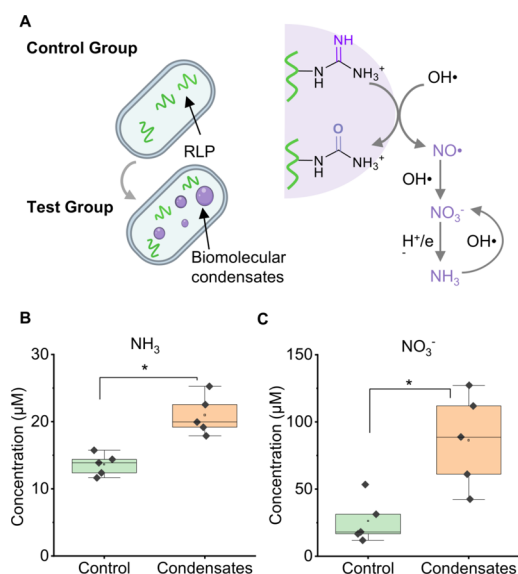 A
Control Group
RLP
Test Group
Biomolecular
condensates
NH
N
H
NH3+
OH•
O
N
H
NH3+
NO•
OH•
NO3-
H+/e
-
OH•
NH3
B
NH3
*
Concentration (μM)
30
20
10
0
Control
Condensates
C
NO3-
*
Concentration (μM)
150
100
50
0
Control
Condensates